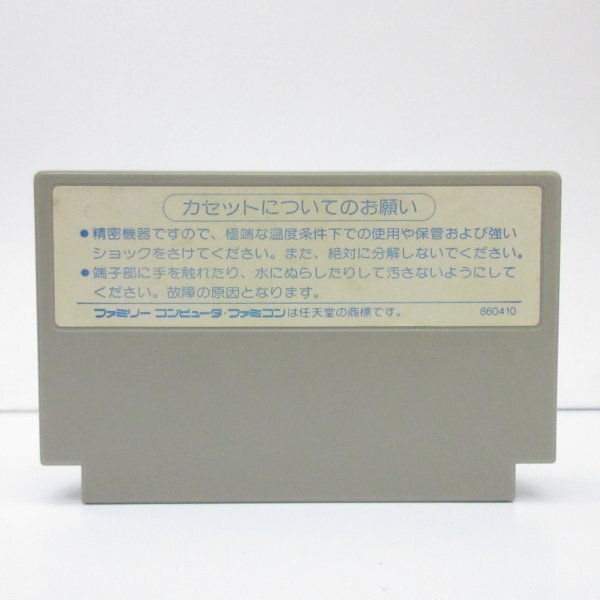 カセットについてのお願い
●精密機器ですので、極端な温度条件下での使用や保管および強い
ショックをさけてください。また、絶対に分解しないでください。
●端子部に手を触れたり、水にぬらしたりして汚さないようにして
ください。故障の原因となります。
ファミリー コンピュータ・ファミコンは任天堂の商標です。 860410